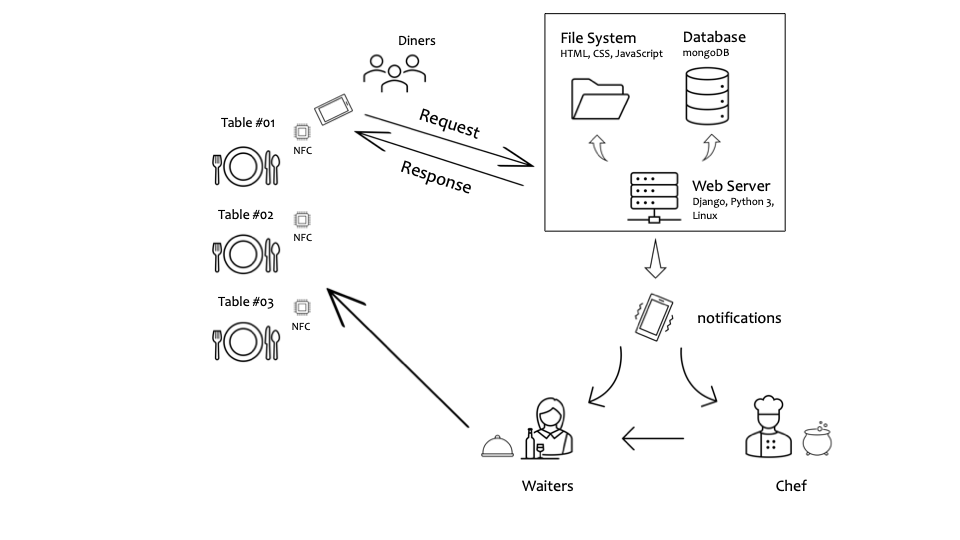 Diners
File System
HTML, CSS, JavaScript
Database
mongoDB
Request
Response
Table #01
NFC
Table #02
NFC
Table #03
NFC
Web Server
Django, Python 3,
Linux
notifications
Waiters
Chef